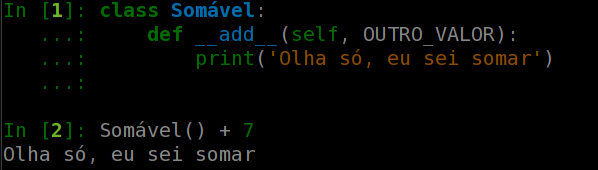 In [1]: class Somável:
   ...:     def __add__(self, OUTRO_VALOR):
   ...:         print('Olha só, eu sei somar')
   ...:
In [2]: Somável() + 7
Olha só, eu sei somar